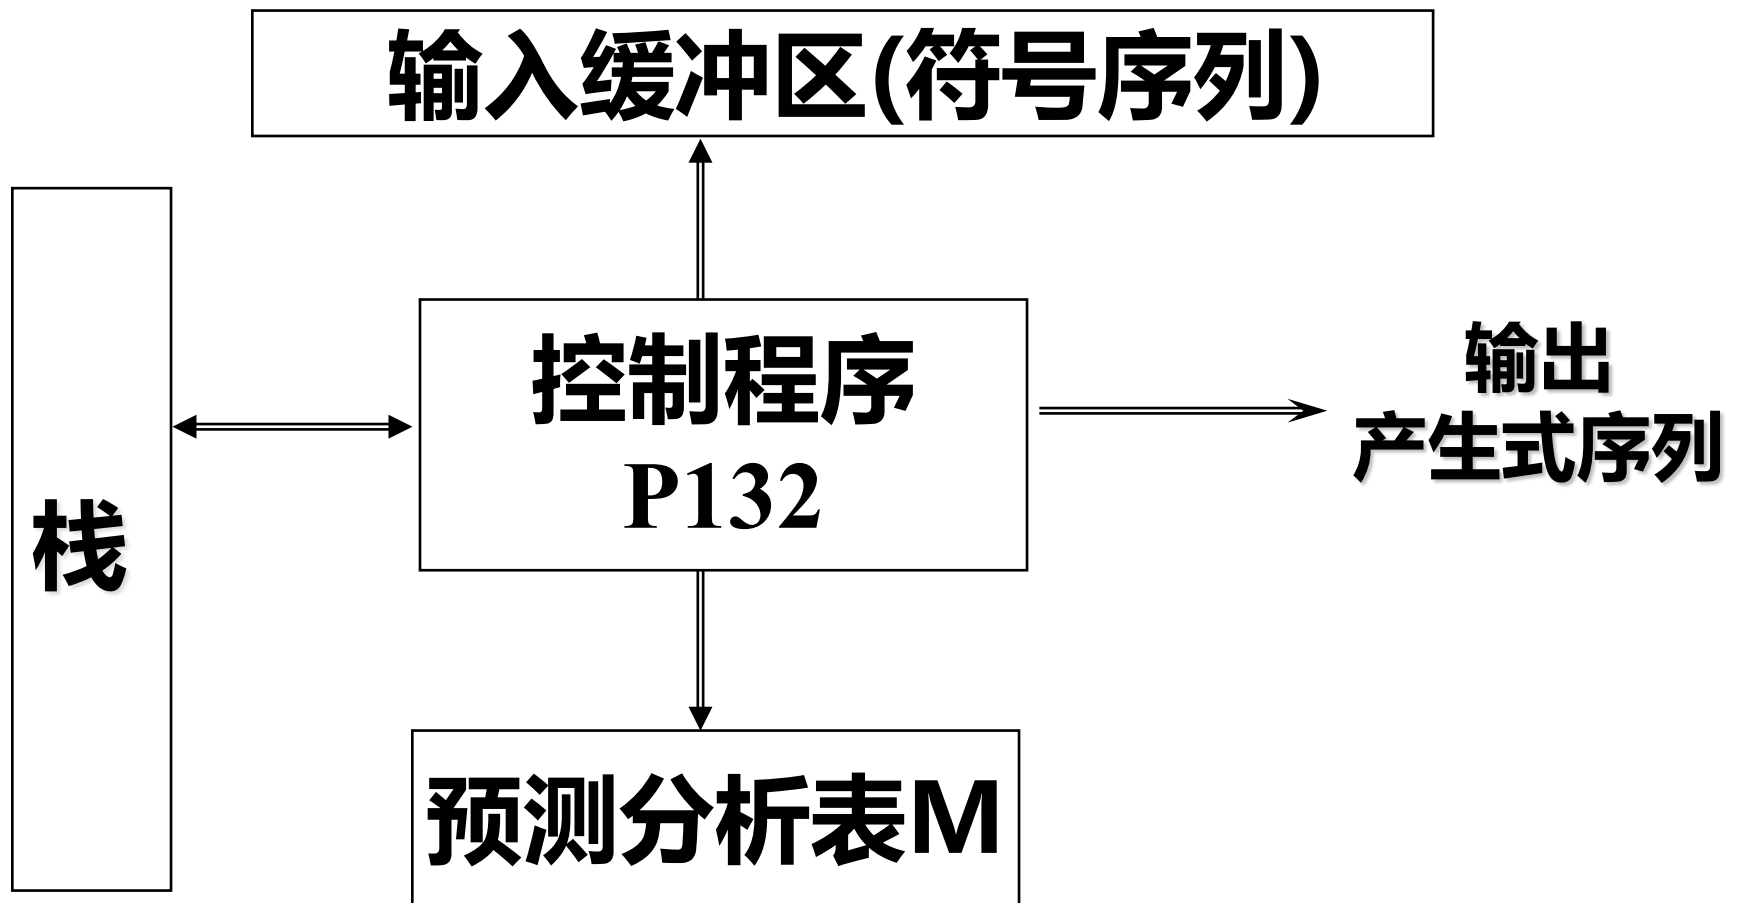 输入缓冲区(符号序列)
控制程序
P132
输出
产生式序列
栈
预测分析表M